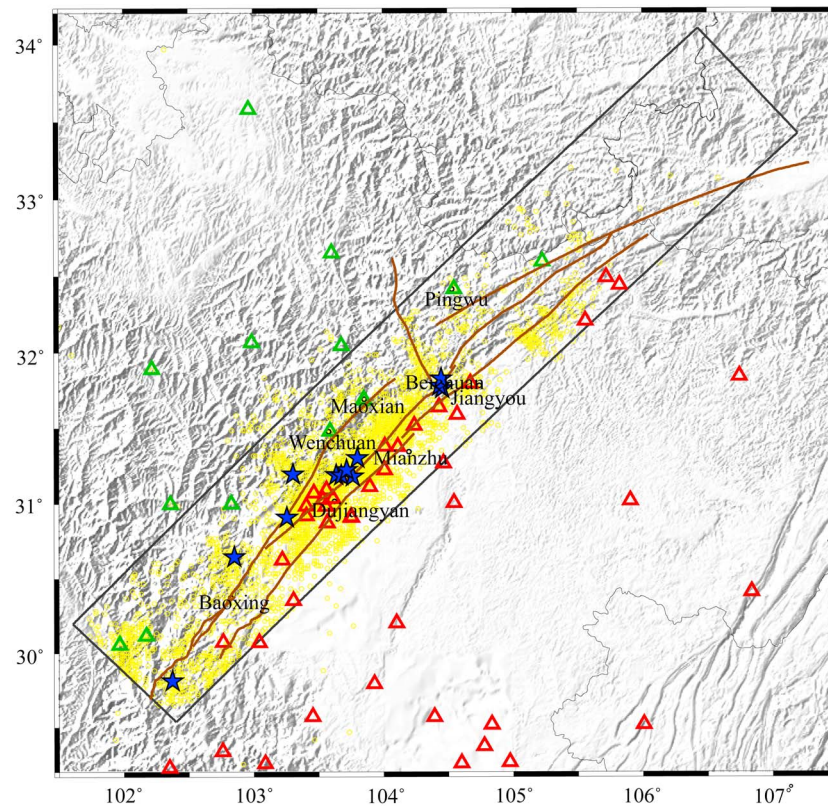 34°
33°
Pingwu
32°
Beichuan
Maoxian
Jiangyou
Wenchuan
Mianzhu
31°
Dujiangyan
Baoxing
30°
102°
103°
104°
105°
106°
107°